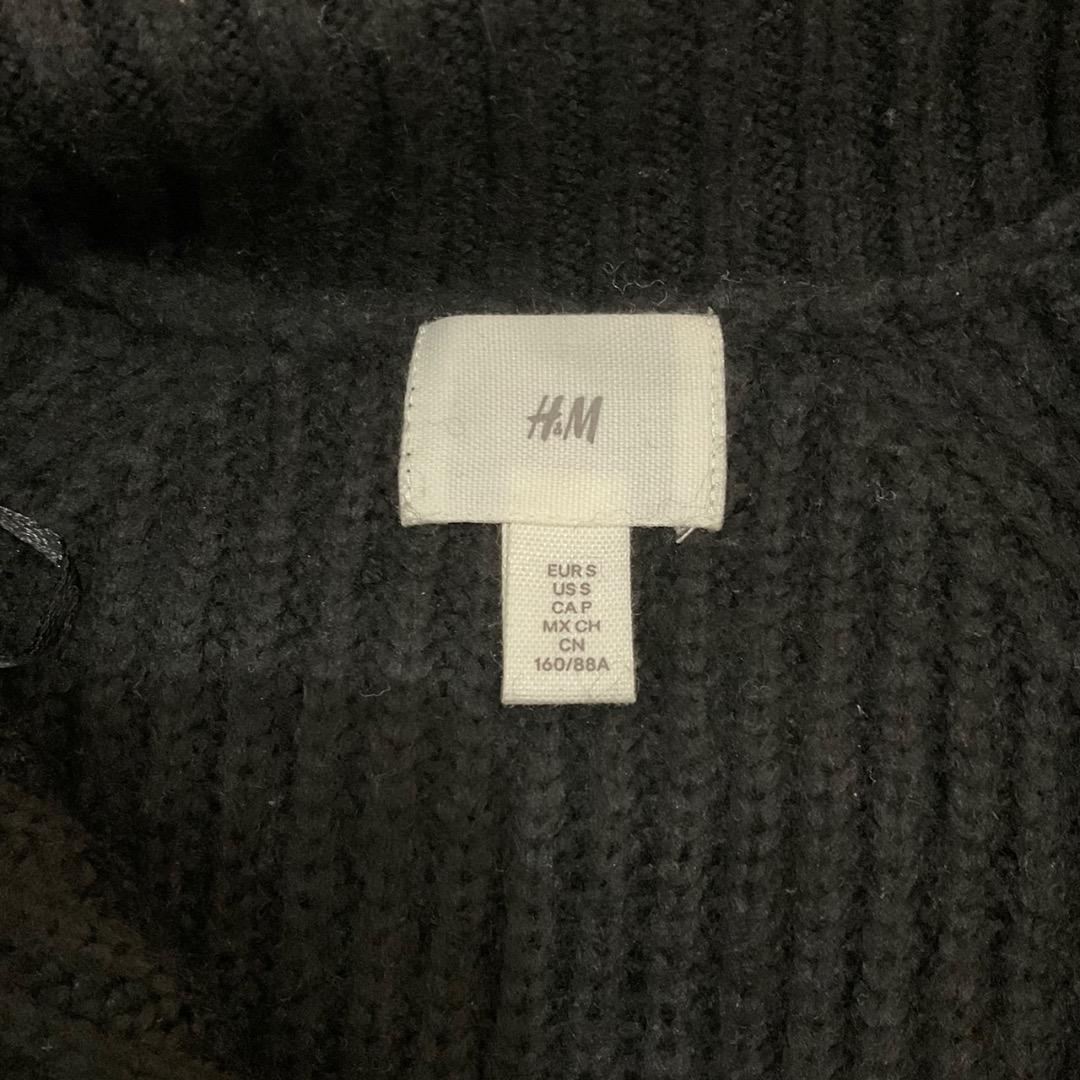 H&M
EUR S
US S
CA P
MX CH
CN
160/88A